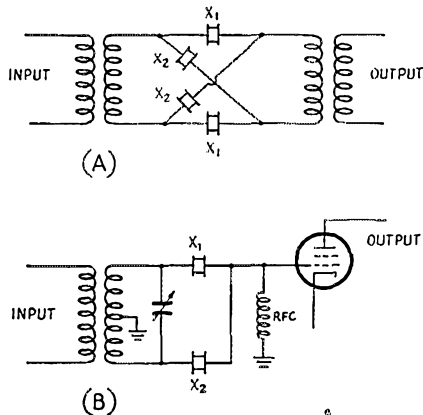 X1
INPUT
X2
X2
OUTPUT
X1
(A)
X1
OUTPUT
INPUT
RFC
X2
(B)